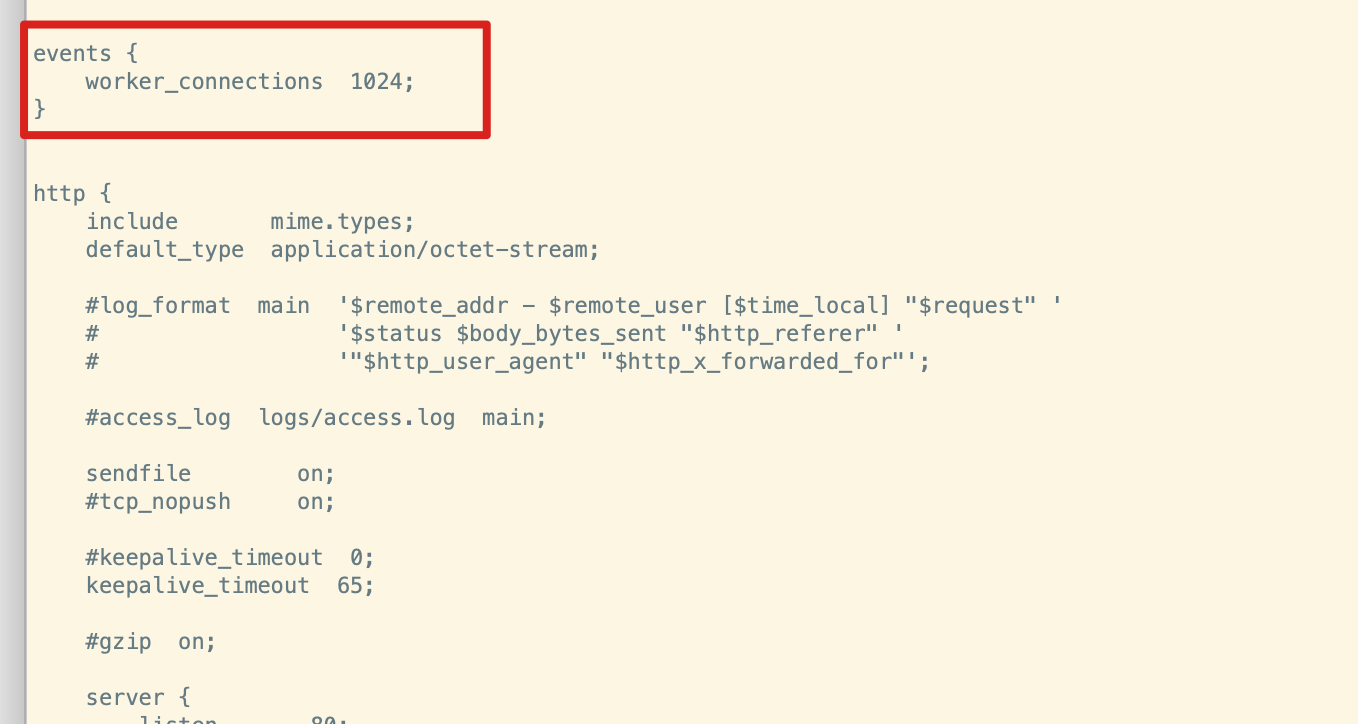 events {
    worker_connections  1024;
}
http {
    include       mime.types;
    default_type  application/octet-stream;
    #log_format  main  '$remote_addr - $remote_user [$time_local] "$request" '
    #                  '$status $body_bytes_sent "$http_referer" '
    #                  '"$http_user_agent" "$http_x_forwarded_for"';
    #access_log  logs/access.log  main;
    sendfile        on;
    #tcp_nopush     on;
    #keepalive_timeout  0;
    keepalive_timeout  65;
    #gzip  on;
    server {
        listen       80;